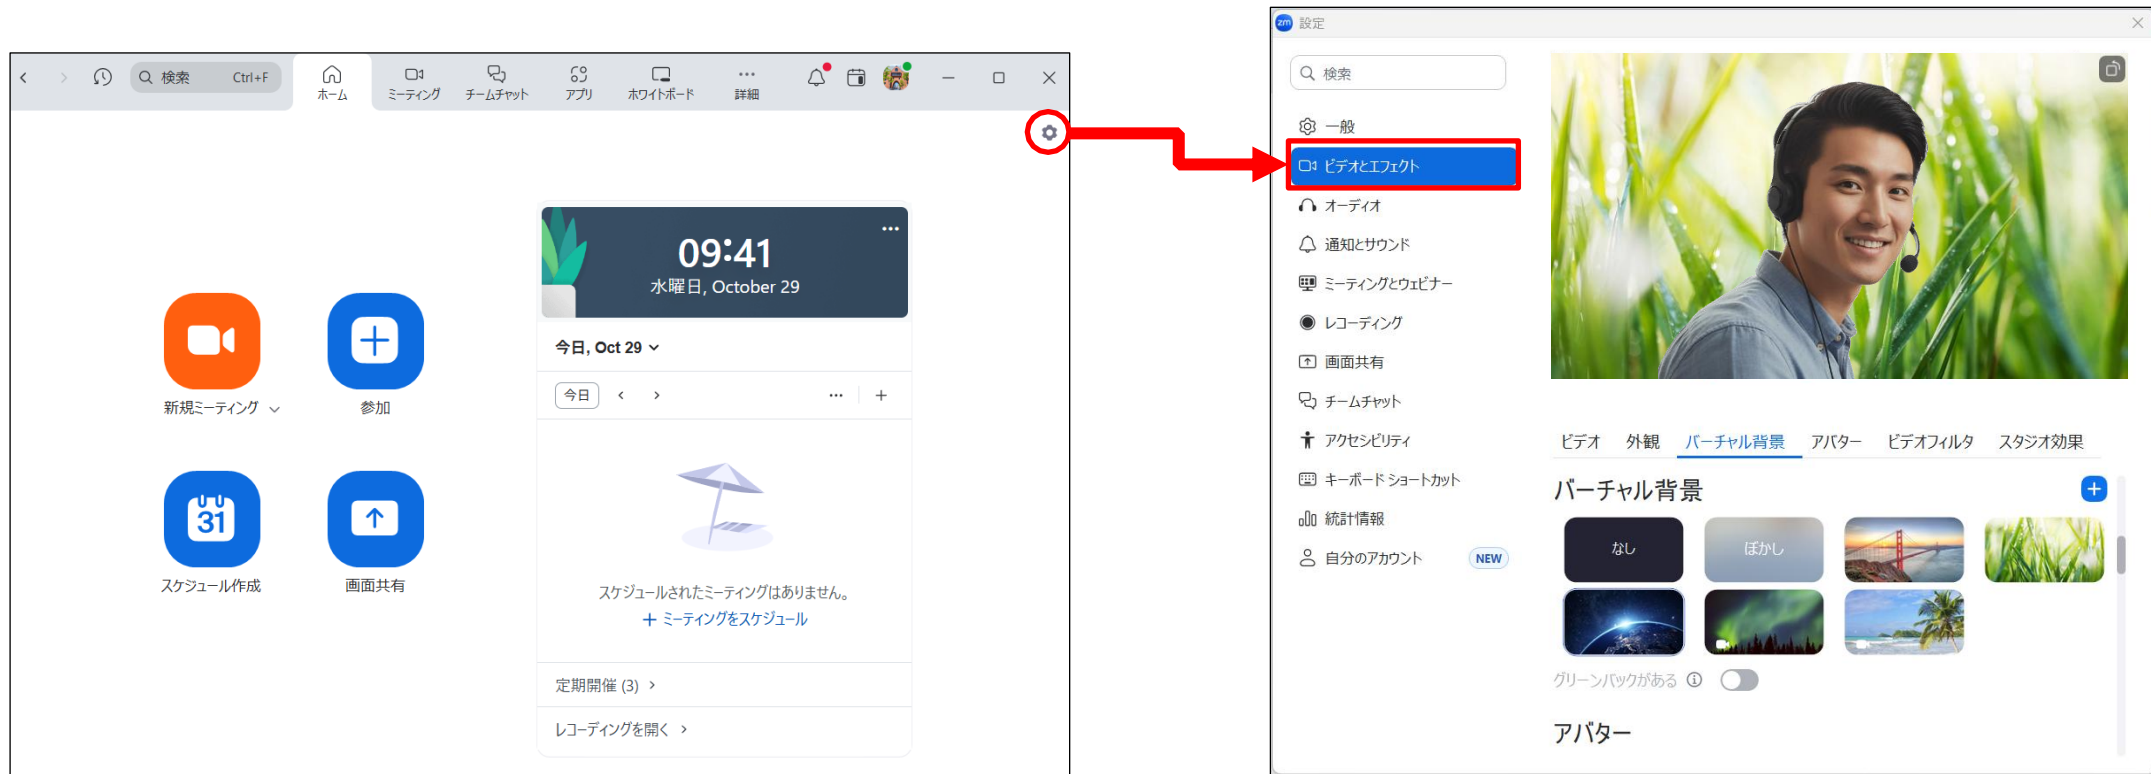 検索 Ctrl+F
ホーム
ミーティング
チームチャット
アプリ
ホワイトボード
詳細
09:41
水曜日, October 29
今日, Oct 29
今日
新規ミーティング
参加
31
スケジュール作成
画面共有
スケジュールされたミーティングはありません。
+ ミーティングをスケジュール
定期開催 (3)
レコーディングを開く
zm 設定
検索
一般
ビデオとエフェクト
オーディオ
通知とサウンド
ミーティングとウェビナー
レコーディング
画面共有
チームチャット
アクセシビリティ
キーボード ショートカット
統計情報
自分のアカウント NEW
ビデオ 外観 バーチャル背景 アバター ビデオフィルタ スタジオ効果
バーチャル背景
なし
ぼかし
グリーンバックがある
アバター